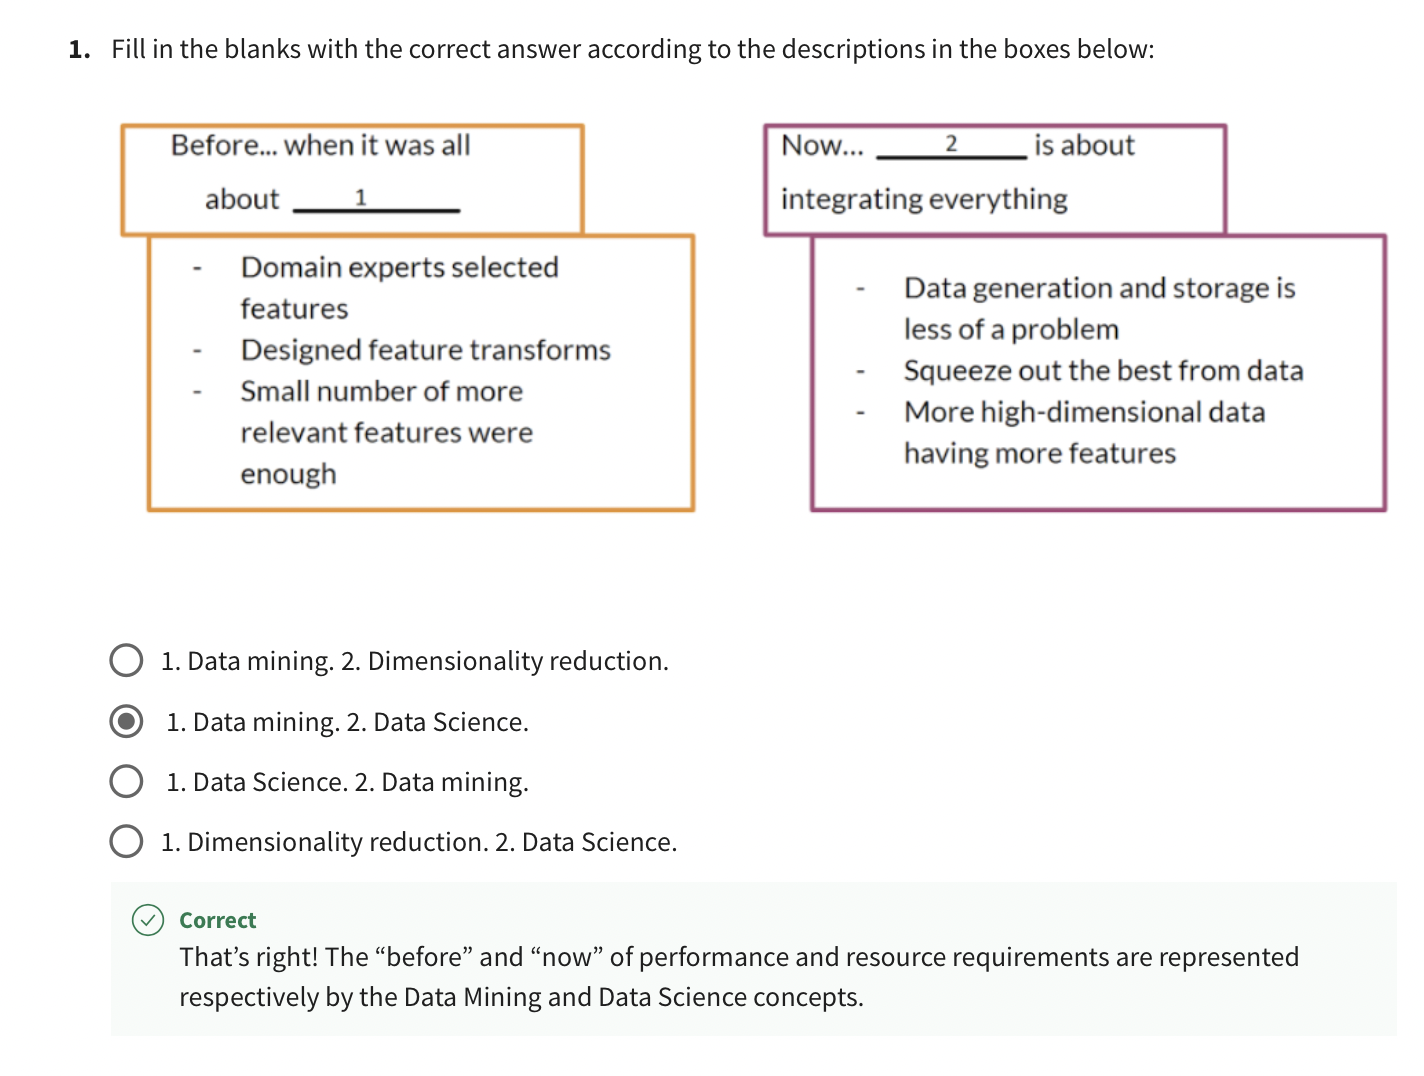 1. Fill in the blanks with the correct answer according to the descriptions in the boxes below:
Before... when it was all
about 1
- Domain experts selected
features
- Designed feature transforms
- Small number of more
relevant features were
enough
Now... 2 is about
integrating everything
- Data generation and storage is
less of a problem
- Squeeze out the best from data
- More high-dimensional data
having more features
1. Data mining. 2. Dimensionality reduction.
1. Data mining. 2. Data Science.
1. Data Science. 2. Data mining.
1. Dimensionality reduction. 2. Data Science.
Correct
That’s right! The “before” and “now” of performance and resource requirements are represented
respectively by the Data Mining and Data Science concepts.